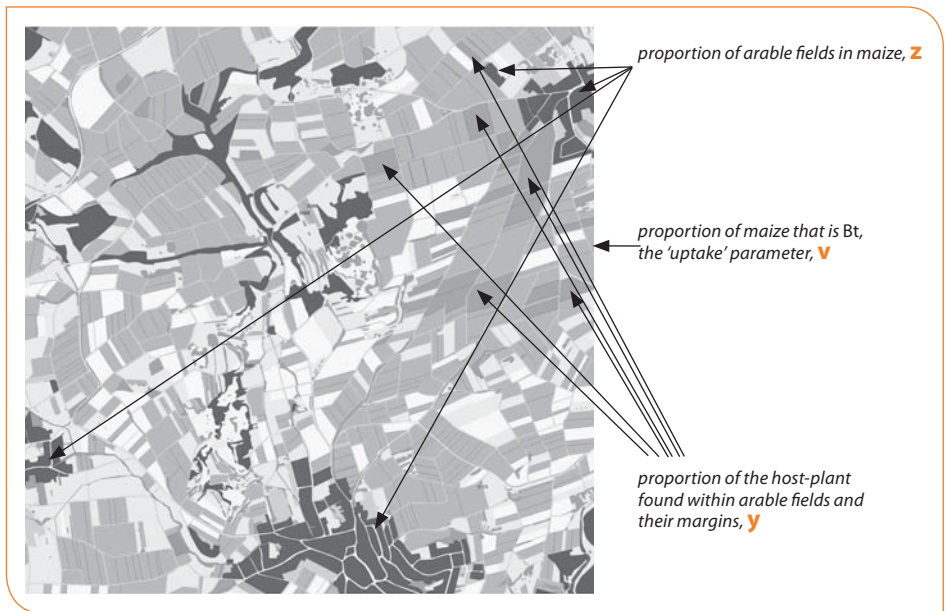 proportion of arable fields in maize, z
proportion of maize that is Bt,
the ‘uptake’ parameter, v
proportion of the host-plant
found within arable fields and
their margins, y